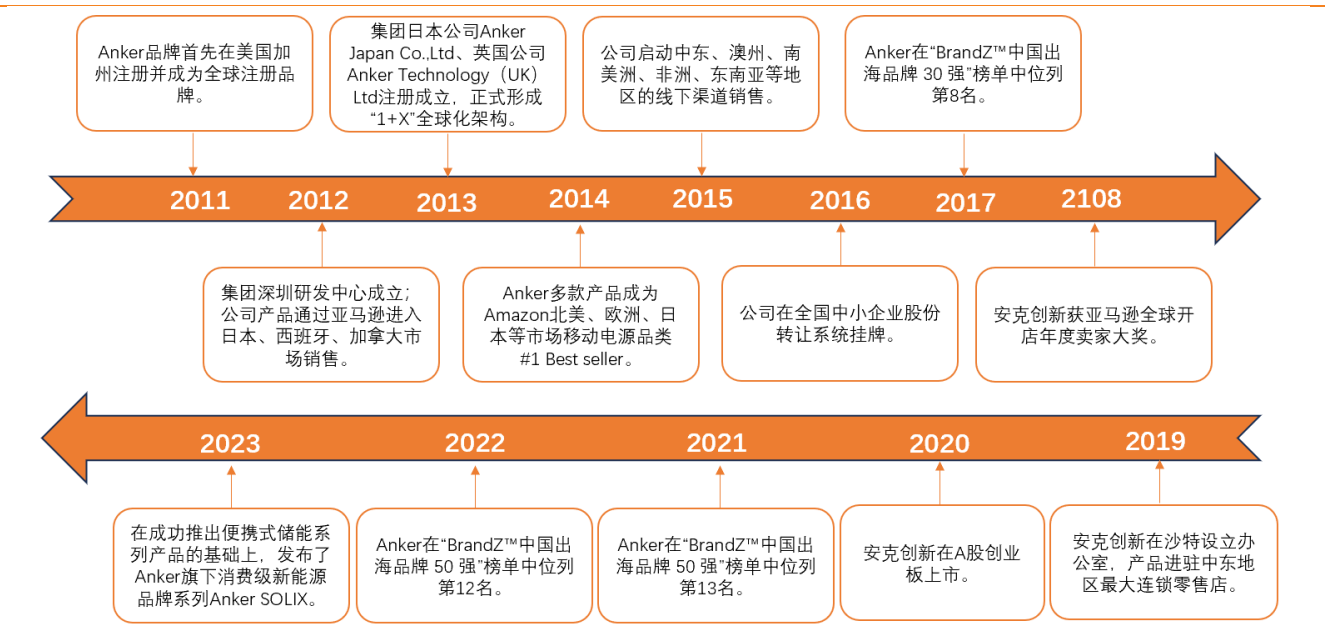 Anker品牌首先在美国加
州注册并成为全球注册品
牌。
集团日本公司Anker
Japan Co.,Ltd、英国公司
Anker Technology（UK）
Ltd注册成立，正式形成
“1+X”全球化架构。
公司启动中东、澳州、南
美洲、非洲、东南亚等地
区的线下渠道销售。
Anker在“BrandZ™中国出
海品牌 30 强”榜单中位列
第8名。
2011
2012
2013
2014
2015
2016
2017
2108
集团深圳研发中心成立；
公司产品通过亚马逊进入
日本、西班牙、加拿大市
场销售。
Anker多款产品成为
Amazon北美、欧洲、日
本等市场移动电源品类
#1 Best seller。
公司在全国中小企业股份
转让系统挂牌。
安克创新获亚马逊全球开
店年度卖家大奖。
2023
2022
2021
2020
2019
在成功推出便携式储能系
列产品的基础上，发布了
Anker旗下消费级新能源
品牌系列Anker SOLIX。
Anker在“BrandZ™中国出
海品牌 50 强”榜单中位列
第12名。
Anker在“BrandZ™中国出
海品牌 50 强”榜单中位列
第13名。
安克创新在A股创业
板上市。
安克创新在沙特设立办
公室，产品进驻中东地
区最大连锁零售店。